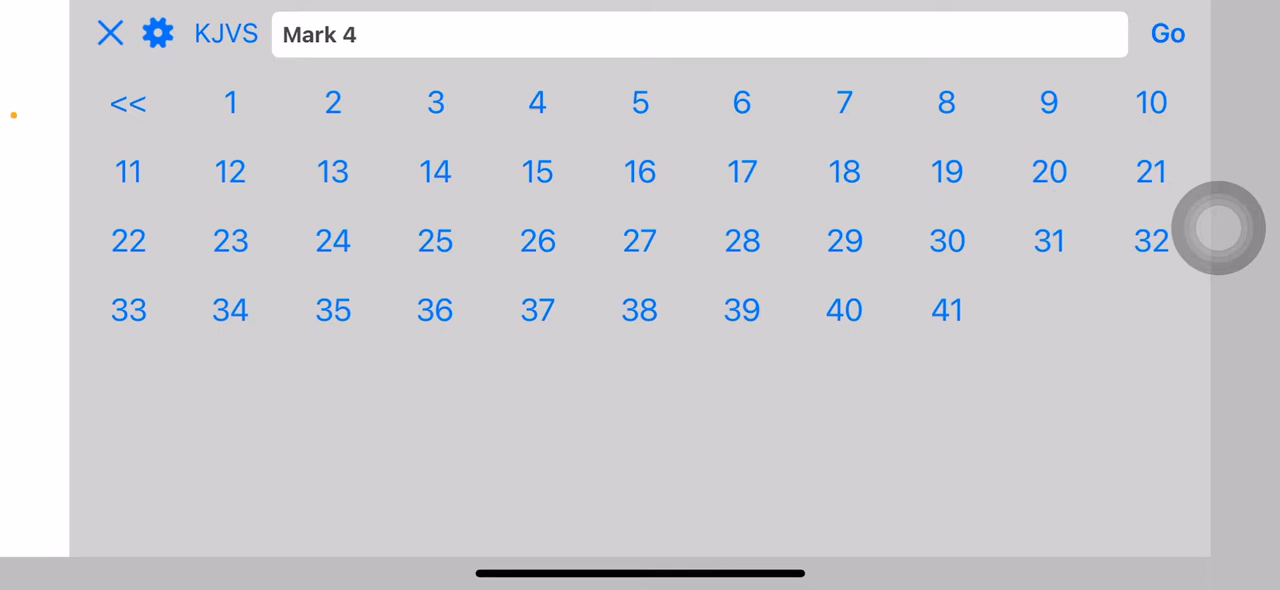 KJVS Mark 4 Go
<< 1 2 3 4 5 6 7 8 9 10
11 12 13 14 15 16 17 18 19 20 21
22 23 24 25 26 27 28 29 30 31 32
33 34 35 36 37 38 39 40 41